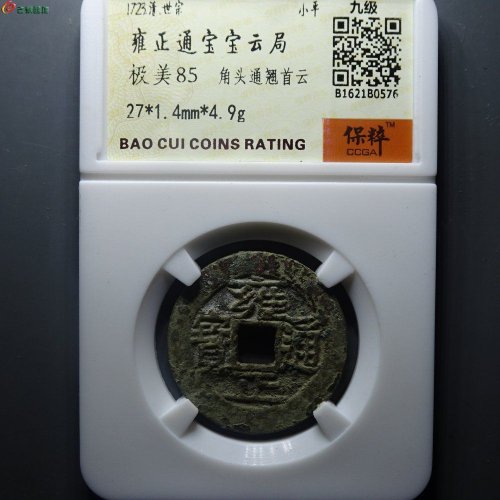 1723清.世宗 小平 九级
雍正通宝宝云局
极美85 角头通翘首云
27*1.4mm*4.9g
B1621B0576
BAO CUI COINS RATING
保粹™
CCGA
雍正通寶